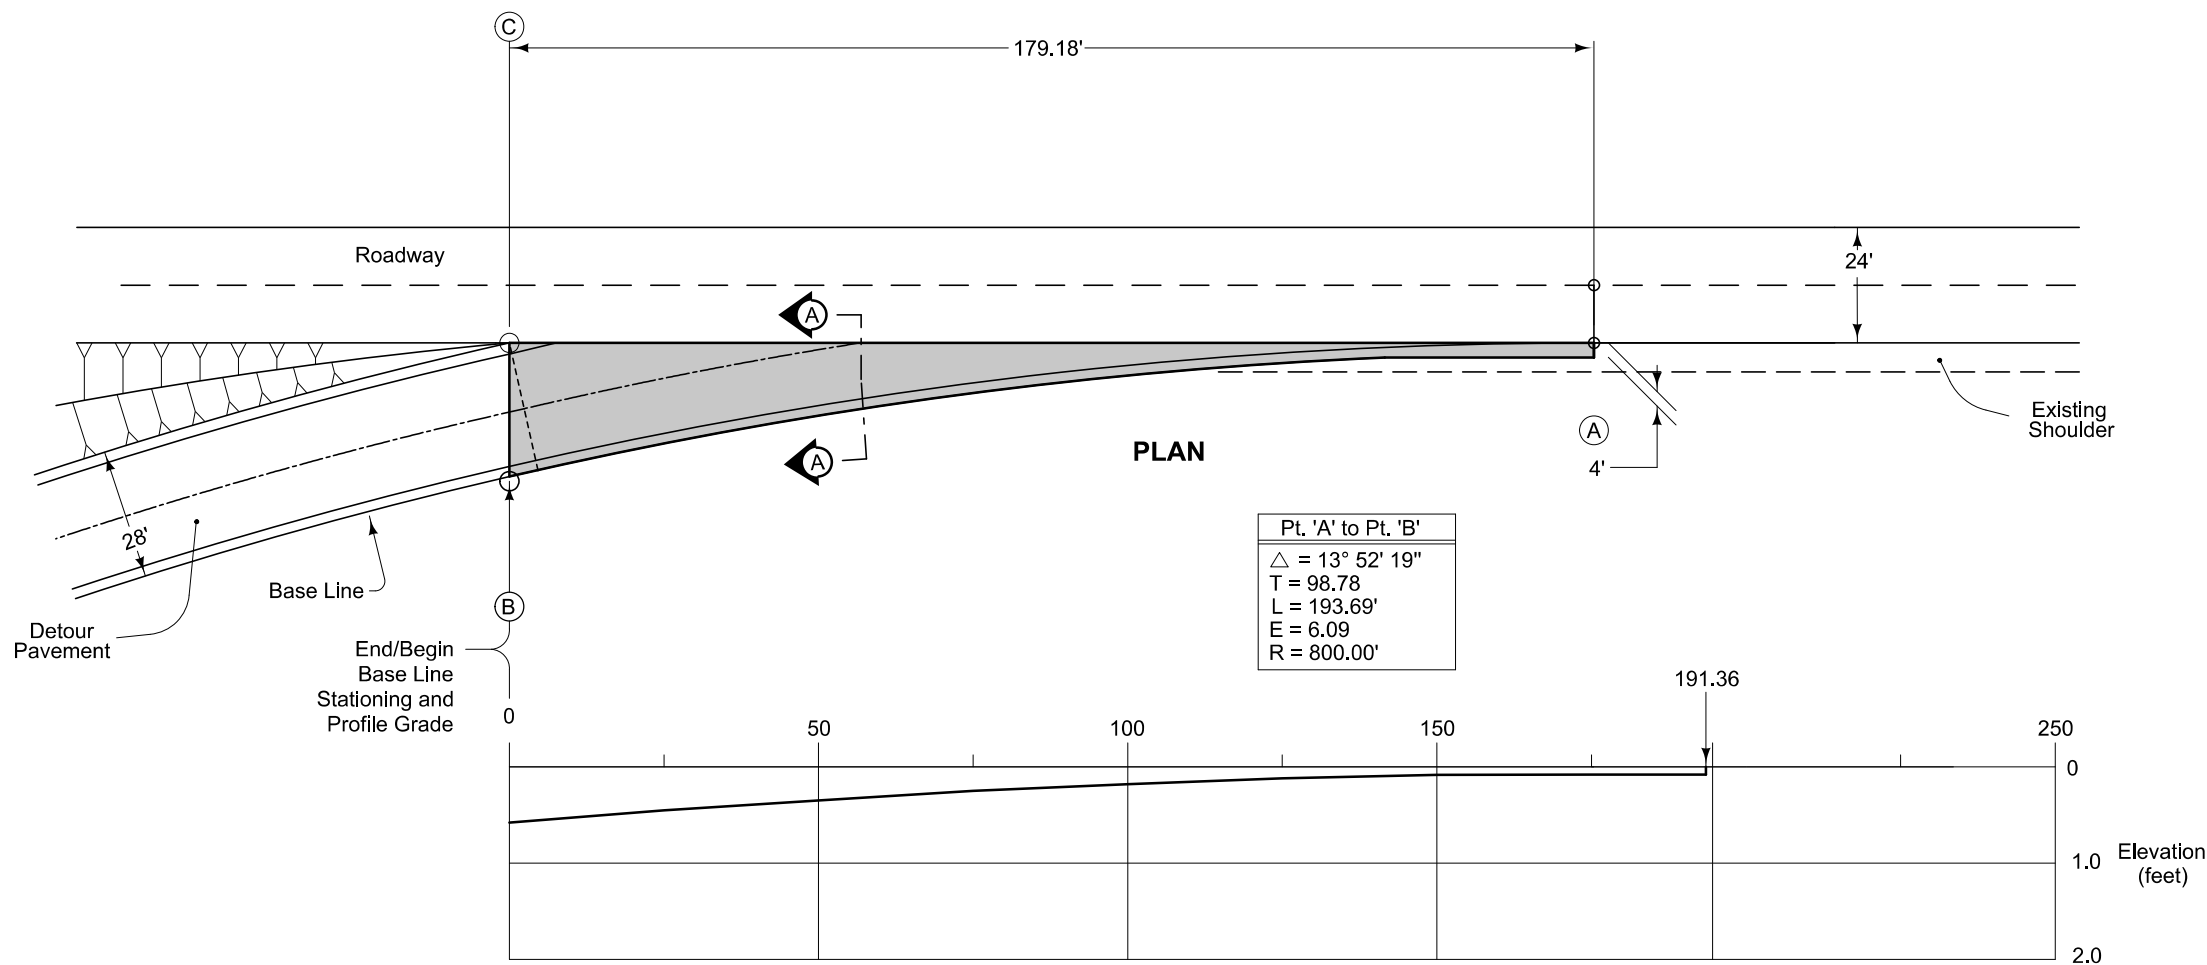 C
179.18'
Roadway
24'
A
A
A
4'
Existing
Shoulder
PLAN
28'
Base Line
Detour
Pavement
B
End/Begin
Base Line
Stationing and
Profile Grade
Pt. 'A' to Pt. 'B'
△ = 13° 52' 19"
T = 98.78
L = 193.69'
E = 6.09
R = 800.00'
191.36
0 50 100 150 250
0
1.0
2.0
Elevation
(feet)